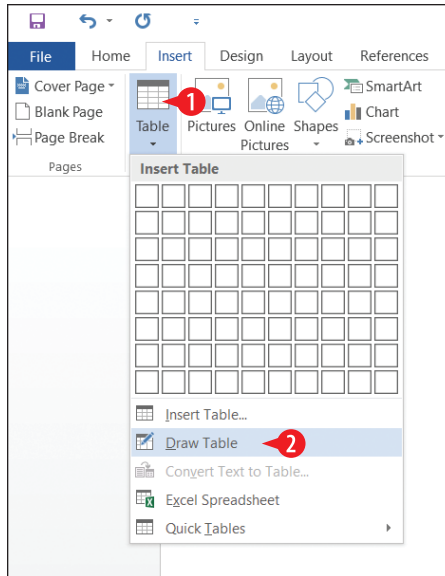 File Home Insert Design Layout References
Cover Page
Blank Page
Page Break
Pages
Table
Pictures
Online
Pictures
Shapes
SmartArt
Chart
Screenshot
1
Insert Table
Insert Table...
Draw Table
2
Convert Text to Table...
Excel Spreadsheet
Quick Tables